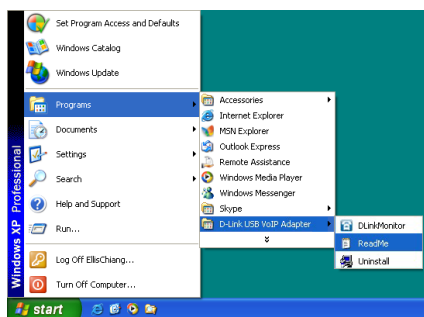 Set Program Access and Defaults
Windows Catalog
Windows Update
Programs
Documents
Settings
Search
Help and Support
Run...
Log Off EllisChiang...
Turn Off Computer...
Windows XP Professional
Accessories
Internet Explorer
MSN Explorer
Outlook Express
Remote Assistance
Windows Media Player
Windows Messenger
Skype
D-Link USB VoIP Adapter
DLinkMonitor
ReadMe
Uninstall
start